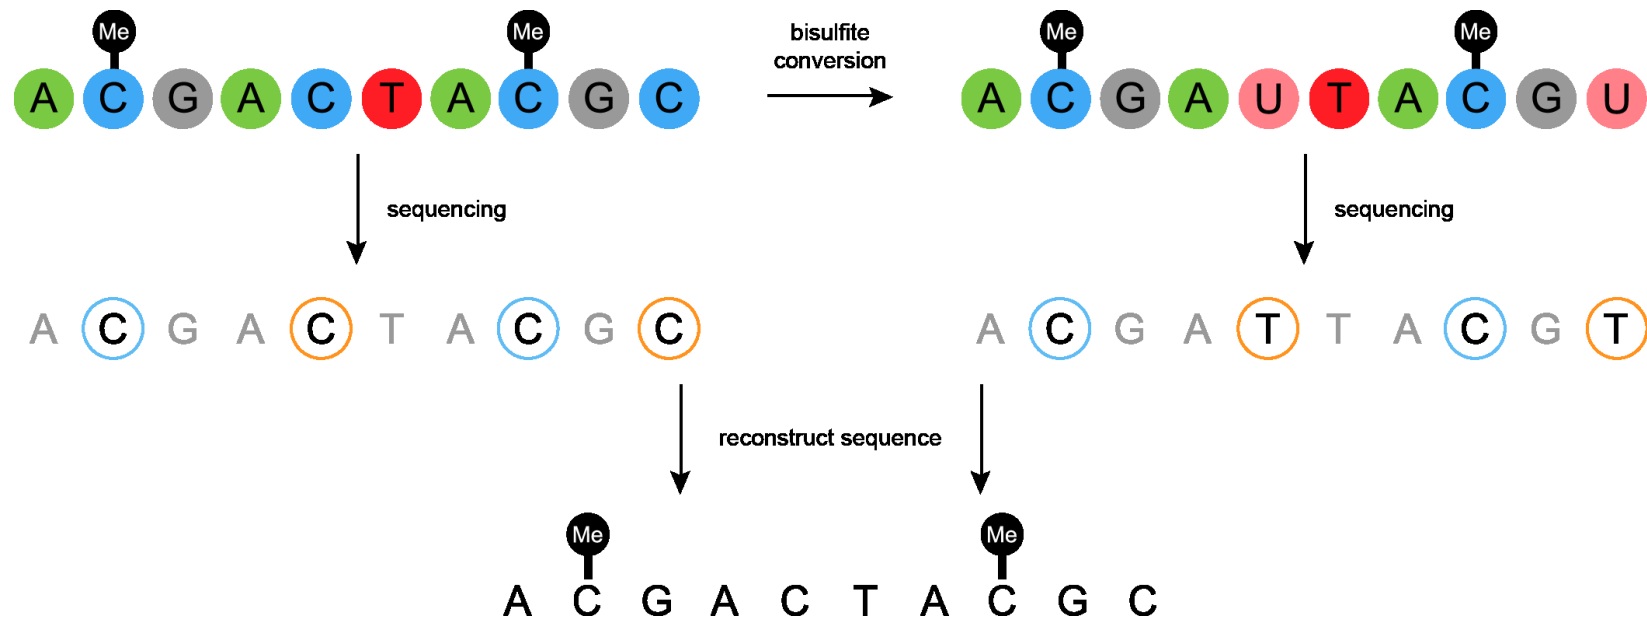 Me Me bisulfite conversion Me Me
A C G A C T A C G C A C G A U T A C G U
sequencing sequencing
A C G A C T A C G C A C G A T T A C G T
reconstruct sequence
Me Me
A C G A C T A C G C